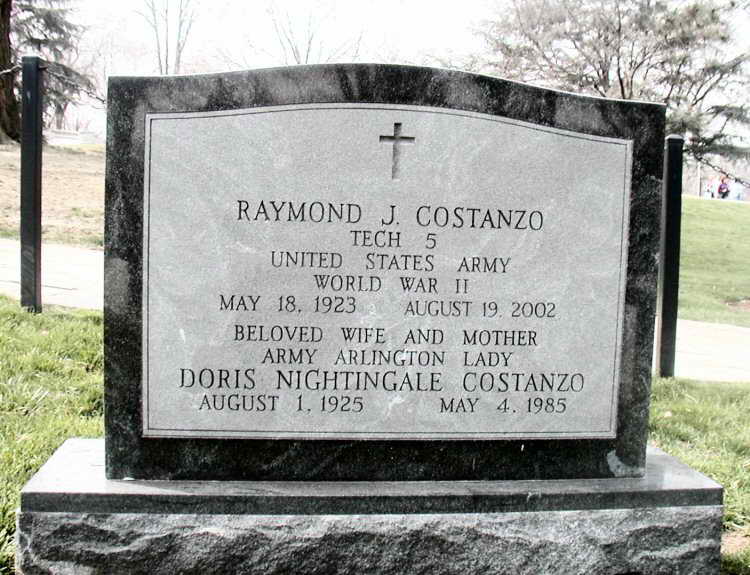 RAYMOND J. COSTANZO
TECH 5
UNITED STATES ARMY
WORLD WAR II
MAY 18, 1923 AUGUST 19, 2002
BELOVED WIFE AND MOTHER
ARMY ARLINGTON LADY
DORIS NIGHTINGALE COSTANZO
AUGUST 1, 1925 MAY 4, 1985